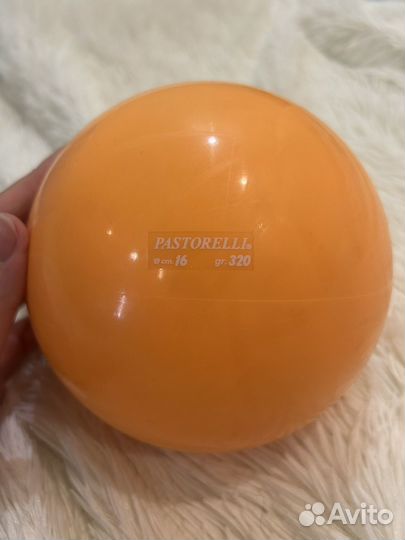 PASTORELLI®
Ø cm. 16 gr. 320
Avito